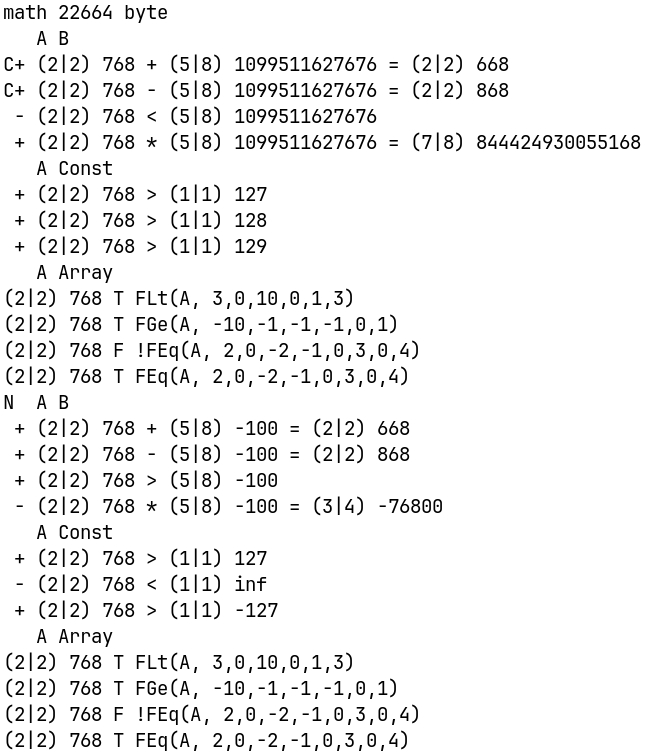 math 22664 byte
A B
C+ (2|2) 768 + (5|8) 1099511627676 = (2|2) 668
C+ (2|2) 768 - (5|8) 1099511627676 = (2|2) 868
- (2|2) 768 < (5|8) 1099511627676
+ (2|2) 768 * (5|8) 1099511627676 = (7|8) 844424930055168
A Const
+ (2|2) 768 > (1|1) 127
+ (2|2) 768 > (1|1) 128
+ (2|2) 768 > (1|1) 129
A Array
(2|2) 768 T FLt(A, 3,0,10,0,1,3)
(2|2) 768 T FGe(A, -10,-1,-1,-1,0,1)
(2|2) 768 F !FEq(A, 2,0,-2,-1,0,3,0,4)
(2|2) 768 T FEq(A, 2,0,-2,-1,0,3,0,4)
N  A B
+ (2|2) 768 + (5|8) -100 = (2|2) 668
+ (2|2) 768 - (5|8) -100 = (2|2) 868
+ (2|2) 768 > (5|8) -100
- (2|2) 768 * (5|8) -100 = (3|4) -76800
A Const
+ (2|2) 768 > (1|1) 127
- (2|2) 768 < (1|1) inf
+ (2|2) 768 > (1|1) -127
A Array
(2|2) 768 T FLt(A, 3,0,10,0,1,3)
(2|2) 768 T FGe(A, -10,-1,-1,-1,0,1)
(2|2) 768 F !FEq(A, 2,0,-2,-1,0,3,0,4)
(2|2) 768 T FEq(A, 2,0,-2,-1,0,3,0,4)